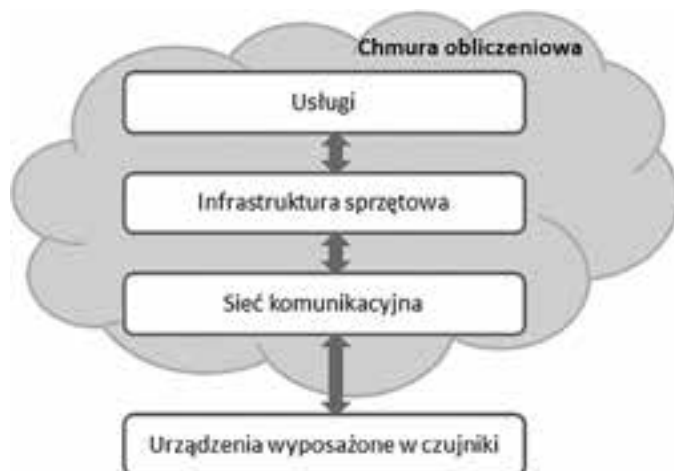 Chmura obliczeniowa
Usługi
Infrastruktura sprzętowa
Sieć komunikacyjna
Urządzenia wyposażone w czujniki